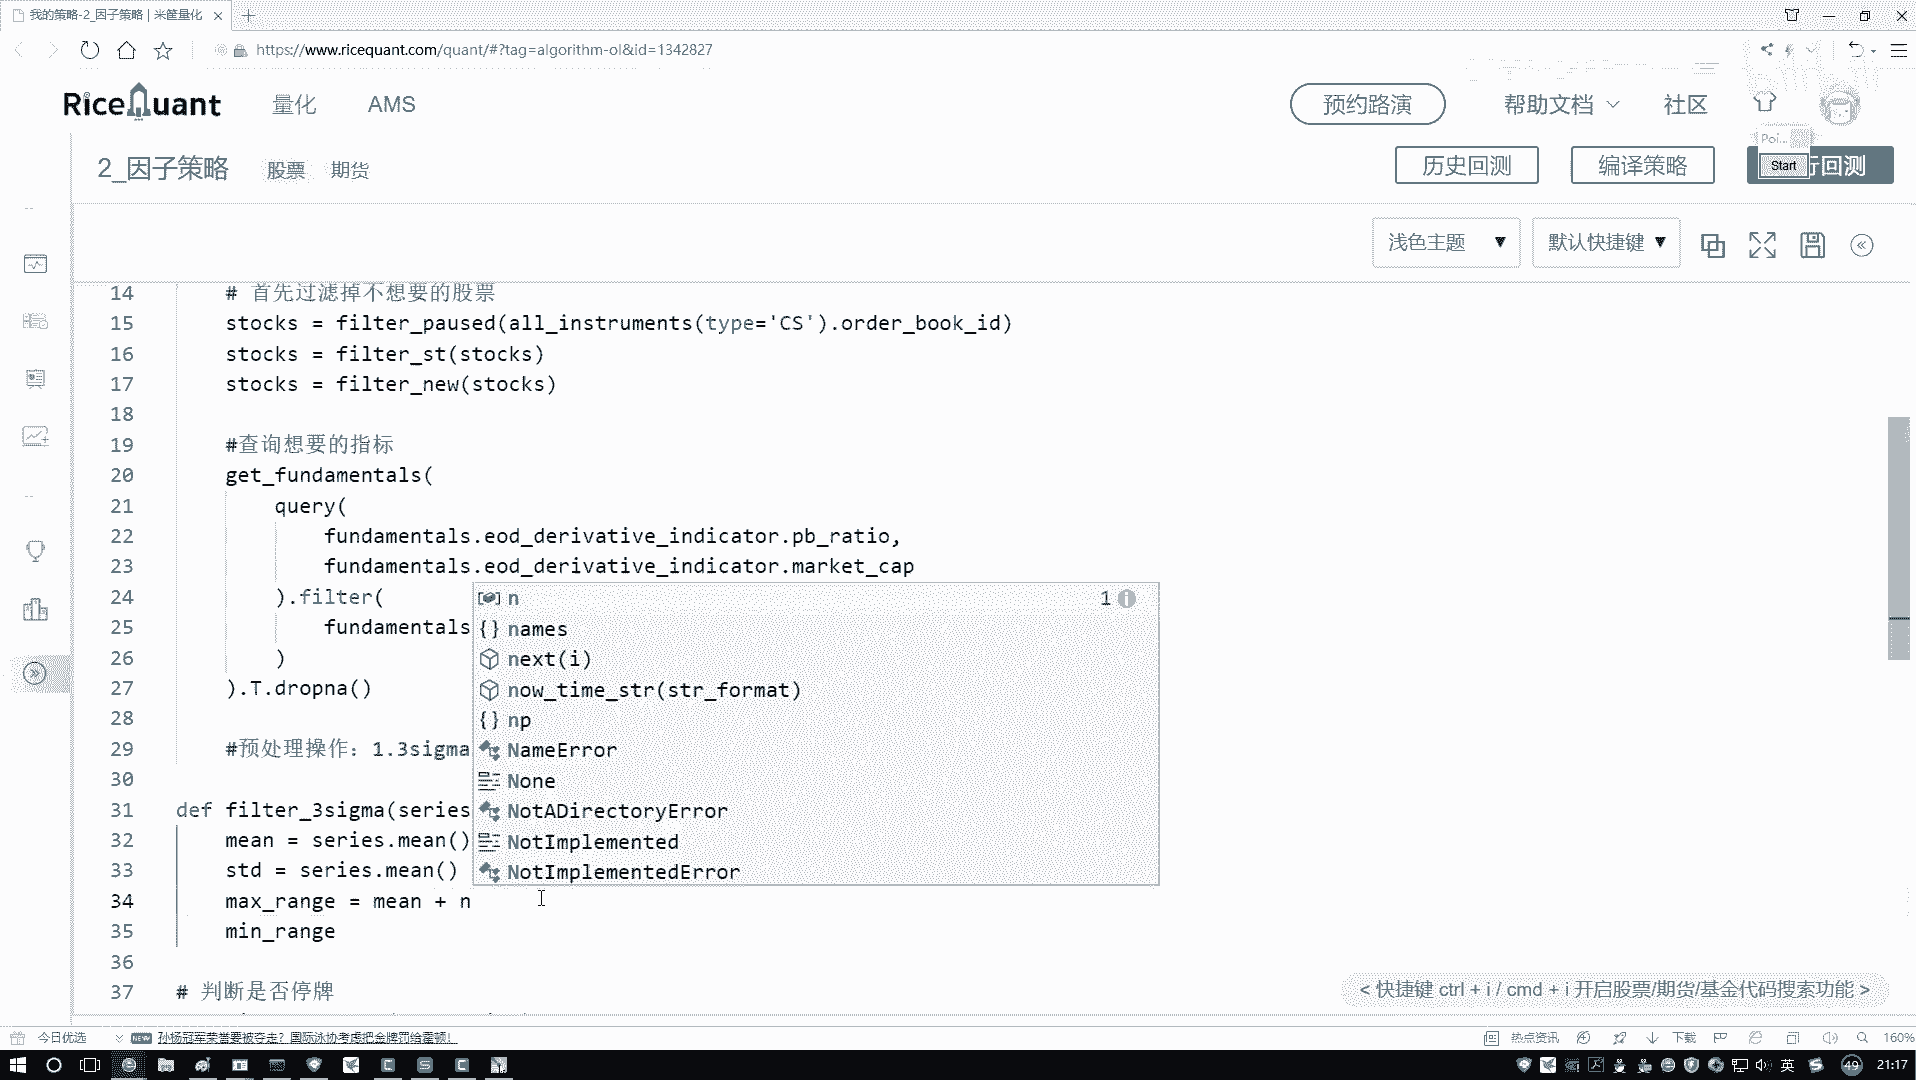 我的策略-2_因子策略 | 米筐量化
https://www.ricequant.com/quant/#?tag=algorithm-ol&id=1342827
RiceQuant 量化 AMS 预约路演 帮助文档 社区
Poi...
2_因子策略 股票 期货 历史回测 编译策略 Start 行回测
浅色主题 默认快捷键
14 # 首先过滤掉不想要的股票
15 stocks = filter_paused(all_instruments(type='CS').order_book_id)
16 stocks = filter_st(stocks)
17 stocks = filter_new(stocks)
18
19 #查询想要的指标
20 get_fundamentals(
21 query(
22 fundamentals.eod_derivative_indicator.pb_ratio,
23 fundamentals.eod_derivative_indicator.market_cap
24 ).filter(
25 fundamentals
26 )
27 ).T.dropna()
28
29 #预处理操作：1.3sigma
30
31 def filter_3sigma(series
32 mean = series.mean()
33 std = series.mean()
34 max_range = mean + n
35 min_range
36
37 # 判断是否停牌
n 1
names
next(i)
now_time_str(str_format)
np
NameError
None
NotADirectoryError
NotImplemented
NotImplementedError
< 快捷键 ctrl + i / cmd + i 开启股票/期货/基金代码搜索功能 >
今日优选 NEW 孙杨冠军荣誉要被夺走？国际泳协考虑把金牌罚给霍顿！ 热点资讯 下载 160%
英 49 21:17